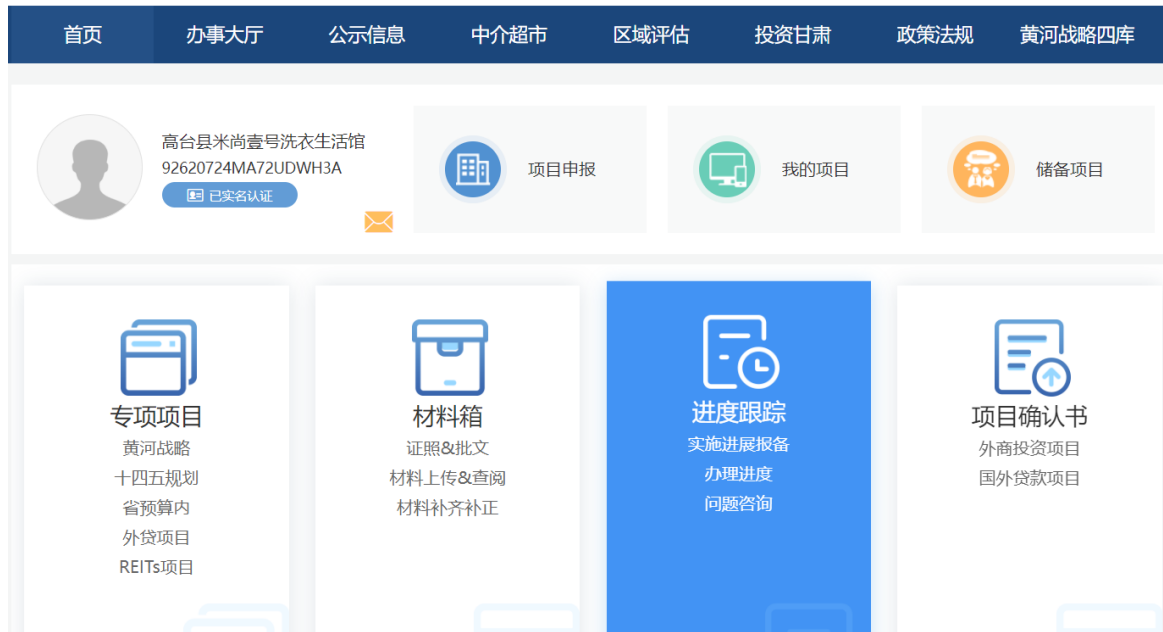 首页 办事大厅 公示信息 中介超市 区域评估 投资甘肃 政策法规 黄河战略四库
高台县米尚壹号洗衣生活馆
92620724MA72UDWH3A
已实名认证
项目申报
我的项目
储备项目
专项项目
黄河战略
十四五规划
省预算内
外贷项目
REITs项目
材料箱
证照&批文
材料上传&查阅
材料补齐补正
进度跟踪
实施进展报备
办理进度
问题咨询
项目确认书
外商投资项目
国外贷款项目